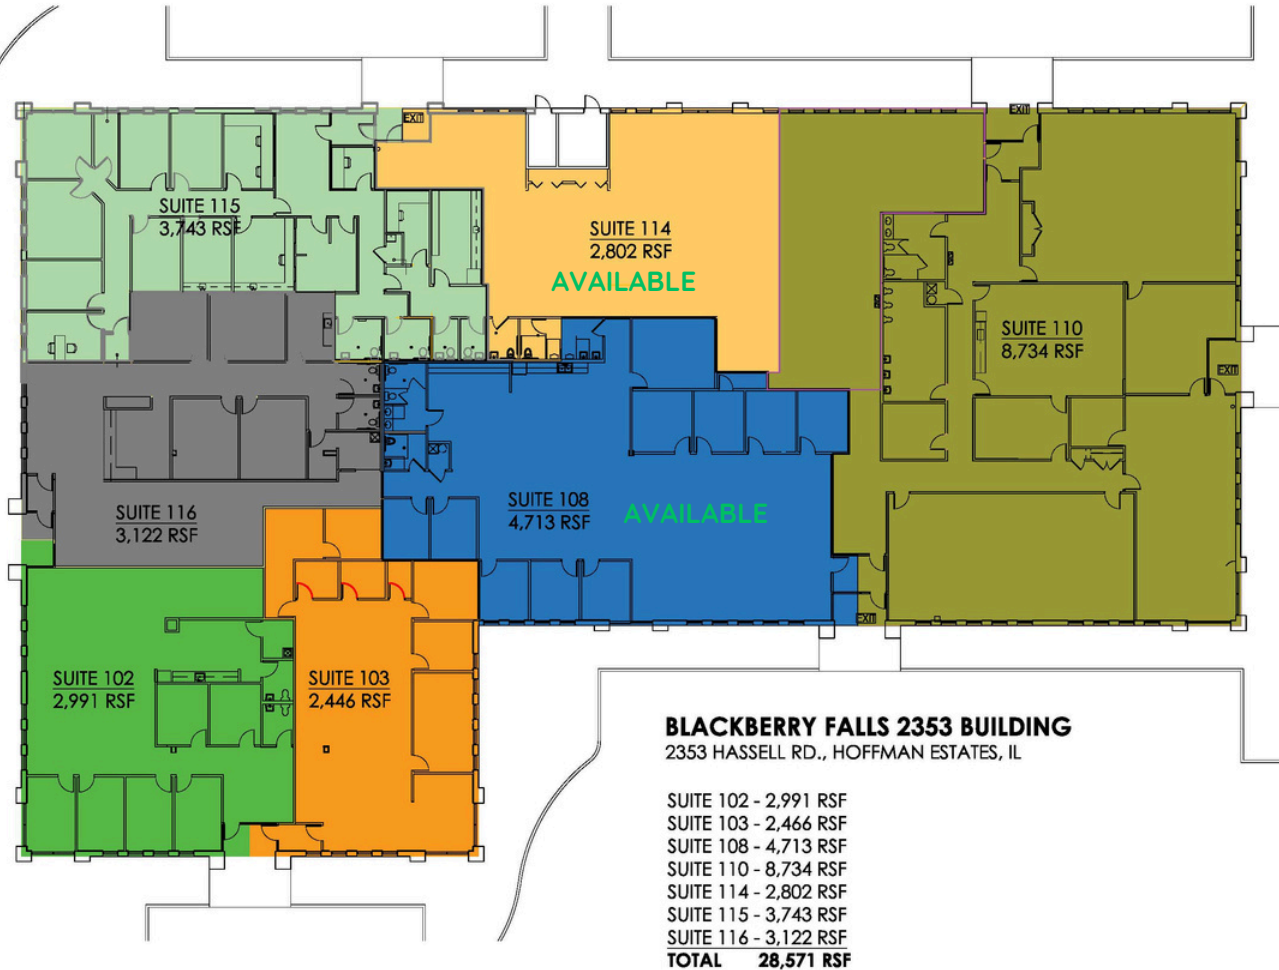 EXIT
EXIT
SUITE 115
3,743 RSF
SUITE 114
2,802 RSF
AVAILABLE
SUITE 110
8,734 RSF
EXIT
SUITE 116
3,122 RSF
SUITE 108
4,713 RSF
AVAILABLE
EXIT
SUITE 102
2,991 RSF
SUITE 103
2,446 RSF
BLACKBERRY FALLS 2353 BUILDING
2353 HASSELL RD., HOFFMAN ESTATES, IL
SUITE 102 - 2,991 RSF
SUITE 103 - 2,466 RSF
SUITE 108 - 4,713 RSF
SUITE 110 - 8,734 RSF
SUITE 114 - 2,802 RSF
SUITE 115 - 3,743 RSF
SUITE 116 - 3,122 RSF
TOTAL 28,571 RSF